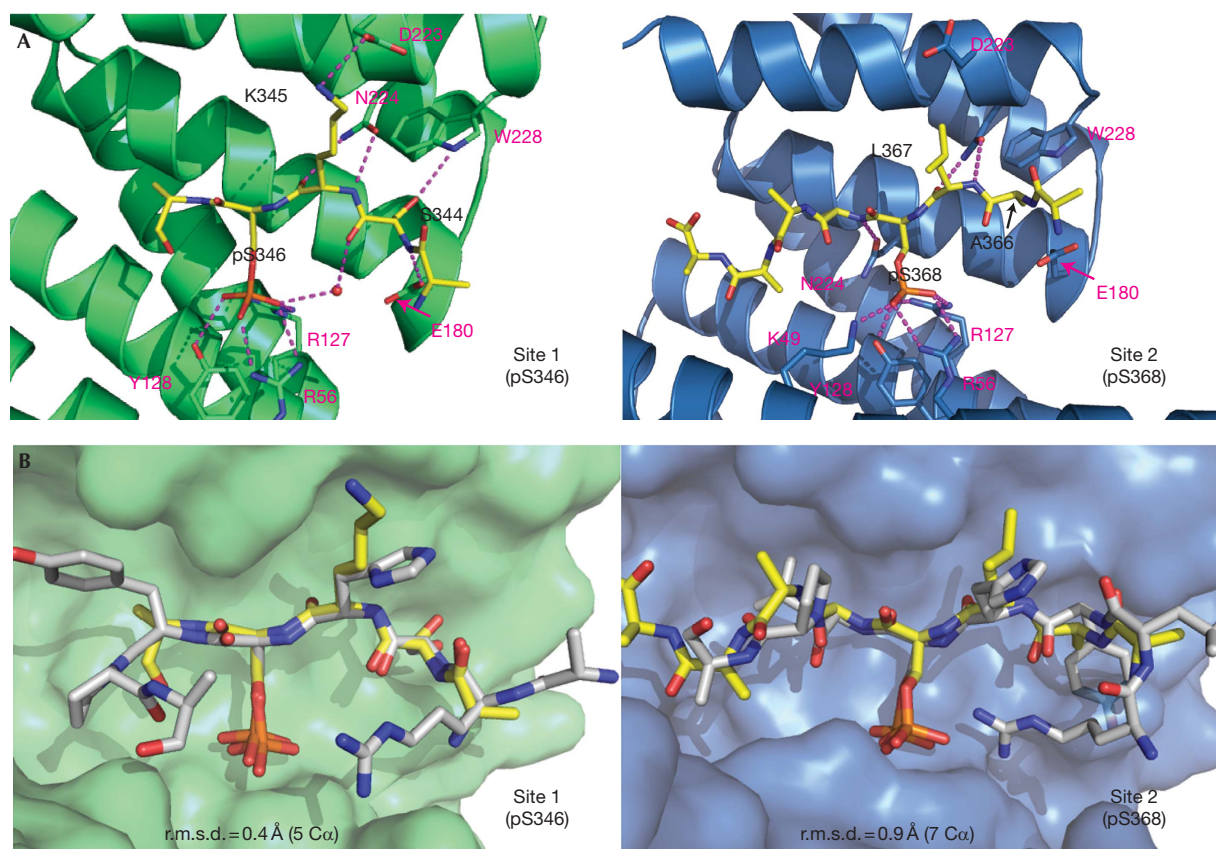 A
D223
K345
N224
W228
S344
pS346
E180
R127
Y128
R56
Site 1
(pS346)
D223
W228
L367
A366
N224
pS368
E180
K49
R127
Y128
R56
Site 2
(pS368)
B
Site 1
(pS346)
r.m.s.d. = 0.4 Å (5 Cα)
Site 2
(pS368)
r.m.s.d. = 0.9 Å (7 Cα)